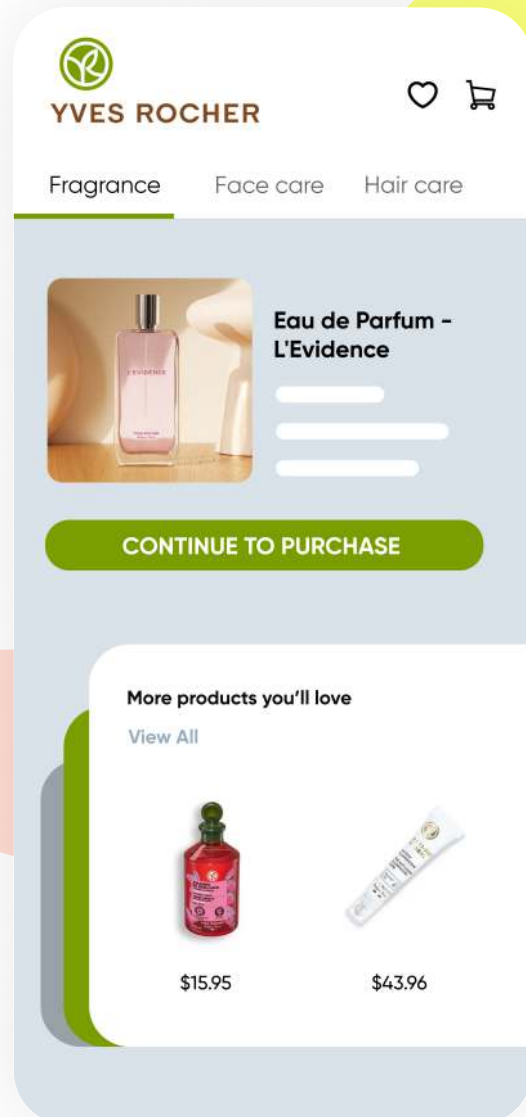 YVES ROCHER
Fragrance Face care Hair care
L'EVIDENCE
Eau de Parfum -
L'Evidence
CONTINUE TO PURCHASE
More products you'll love
View All
$15.95 $43.96